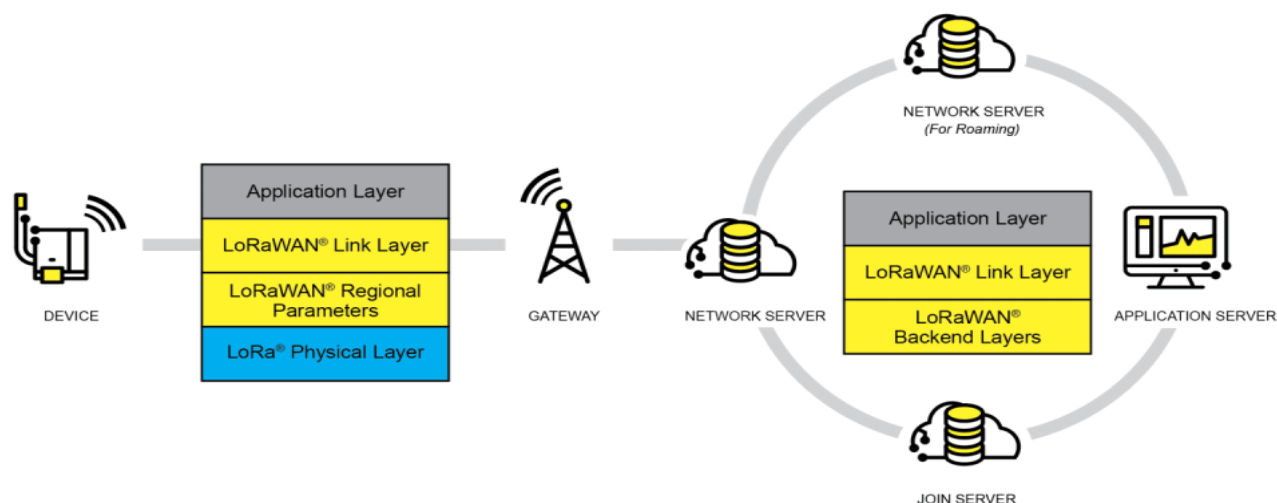 NETWORK SERVER
(For Roaming)
Application Layer
LoRaWAN® Link Layer
LoRaWAN® Regional
Parameters
LoRa® Physical Layer
DEVICE
GATEWAY
NETWORK SERVER
Application Layer
LoRaWAN® Link Layer
LoRaWAN®
Backend Layers
APPLICATION SERVER
JOIN SERVER